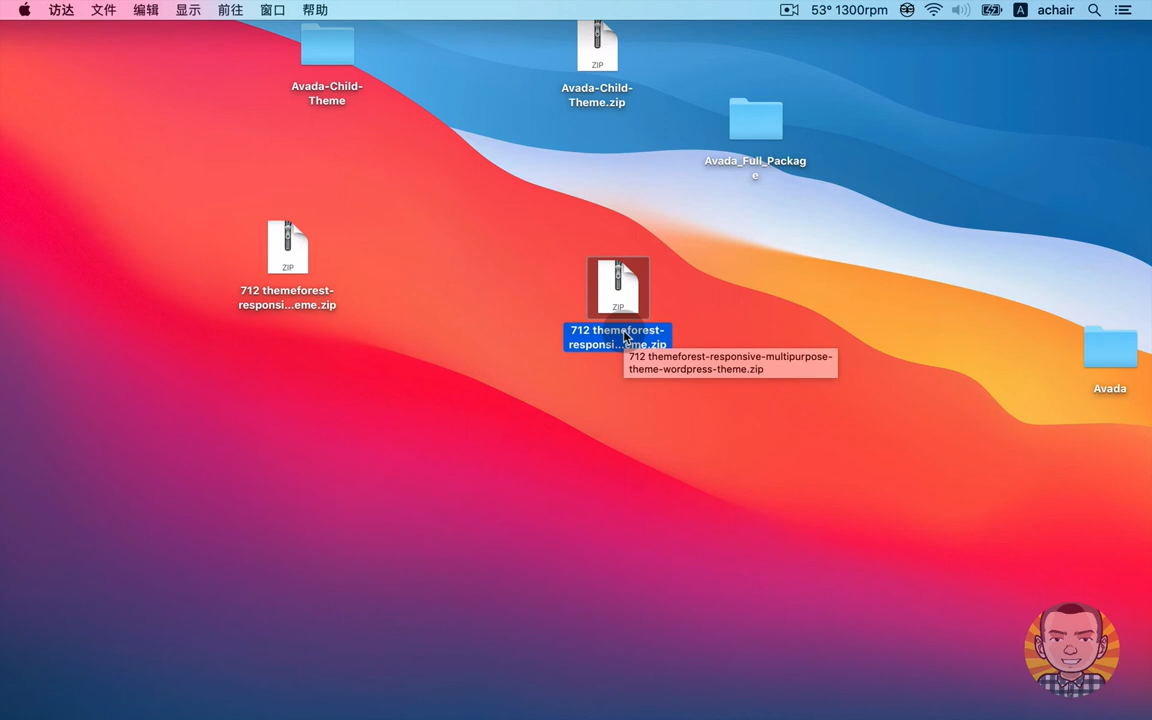 访达 文件 编辑 显示 前往 窗口 帮助 53° 1300rpm A achair
Avada-Child-
Theme
ZIP
Avada-Child-
Theme.zip
Avada_Full_Packag
e
ZIP
712 themeforest-
responsi...eme.zip
ZIP
712 themeforest-
responsi...eme.zip
712 themeforest-responsive-multipurpose-
theme-wordpress-theme.zip
Avada